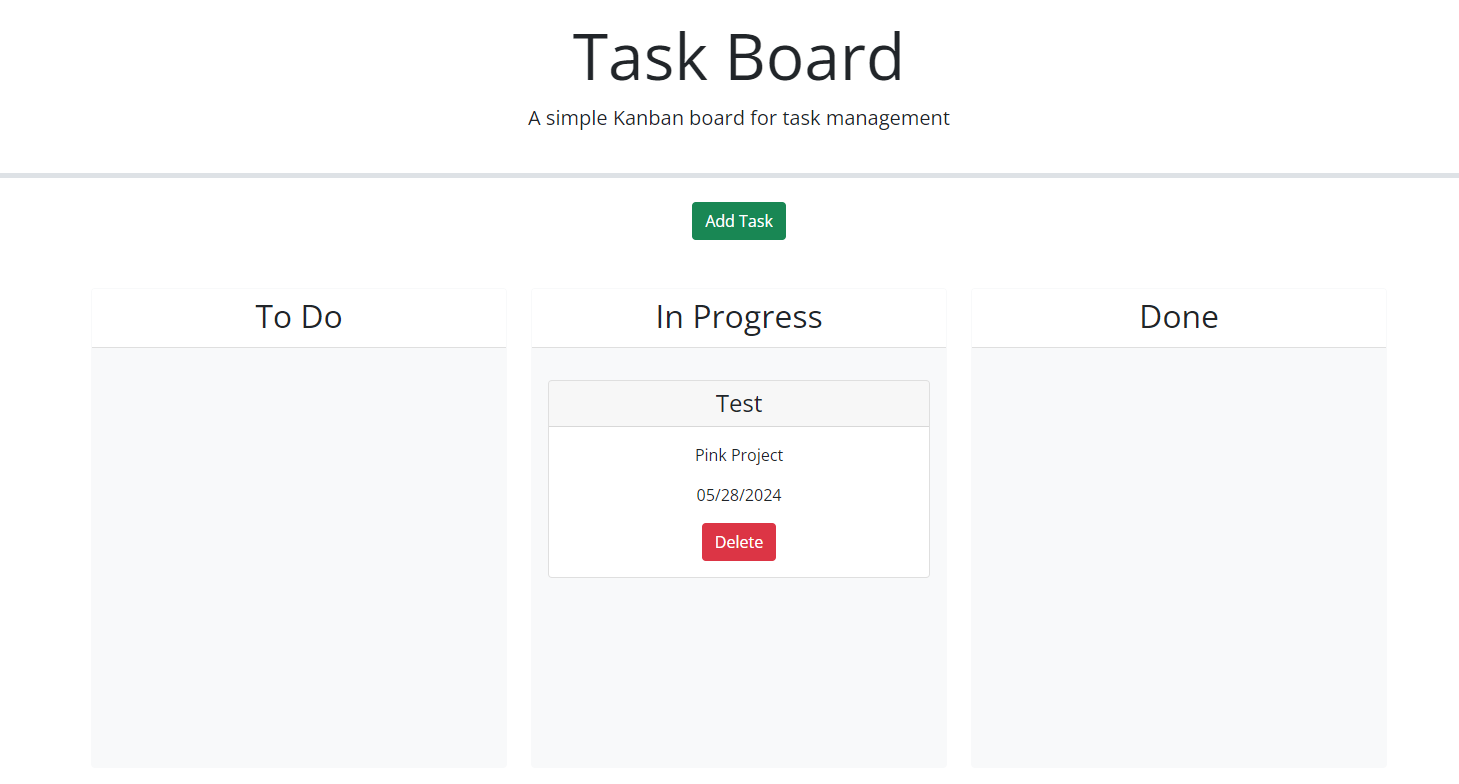 Task Board
A simple Kanban board for task management
Add Task
To Do
In Progress
Done
Test
Pink Project
05/28/2024
Delete